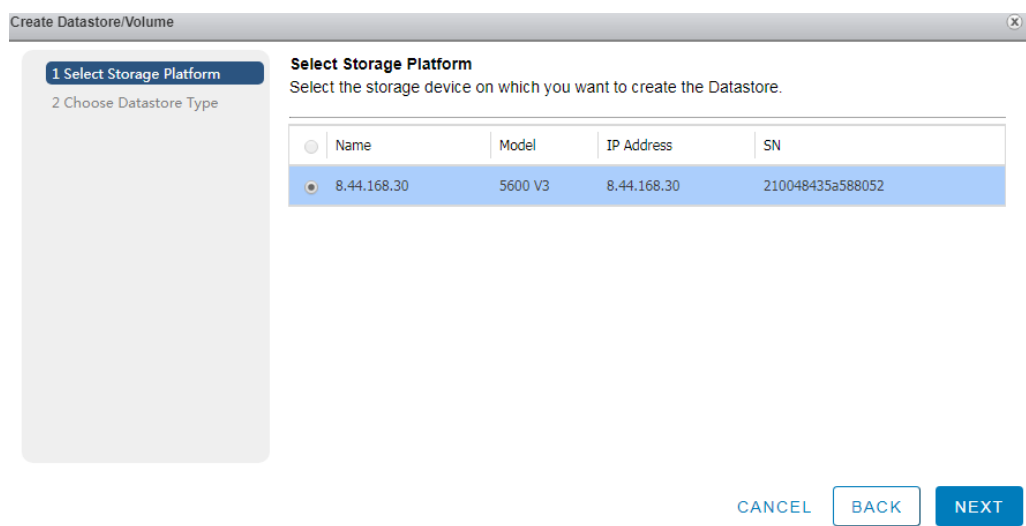 Create Datastore/Volume
1 Select Storage Platform
2 Choose Datastore Type
Select Storage Platform
Select the storage device on which you want to create the Datastore.
Name Model IP Address SN
8.44.168.30 5600 V3 8.44.168.30 210048435a588052
CANCEL BACK NEXT